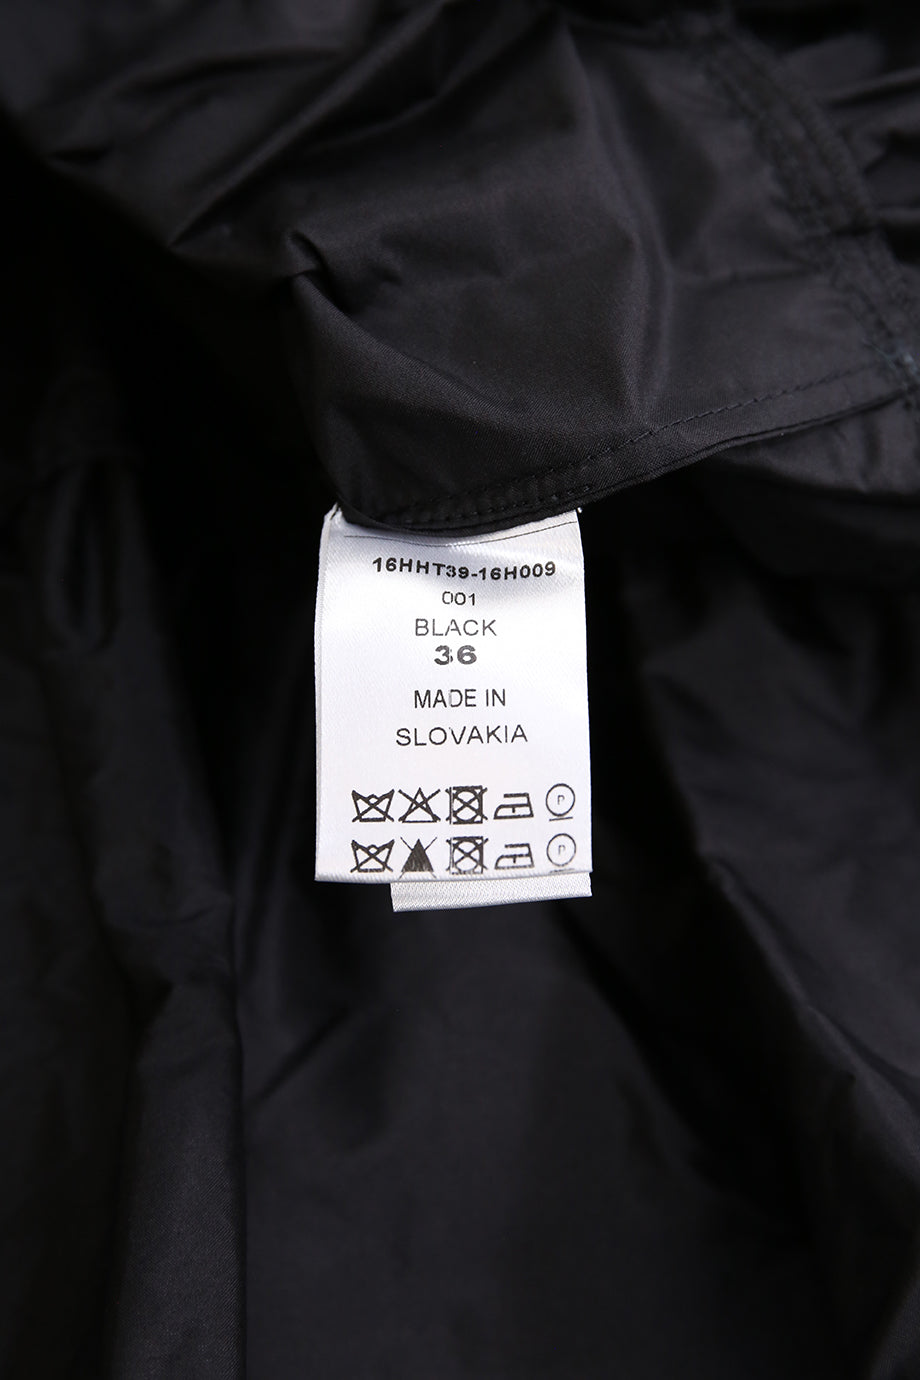 16HHT39-16H009
001
BLACK
36
MADE IN
SLOVAKIA
P
P